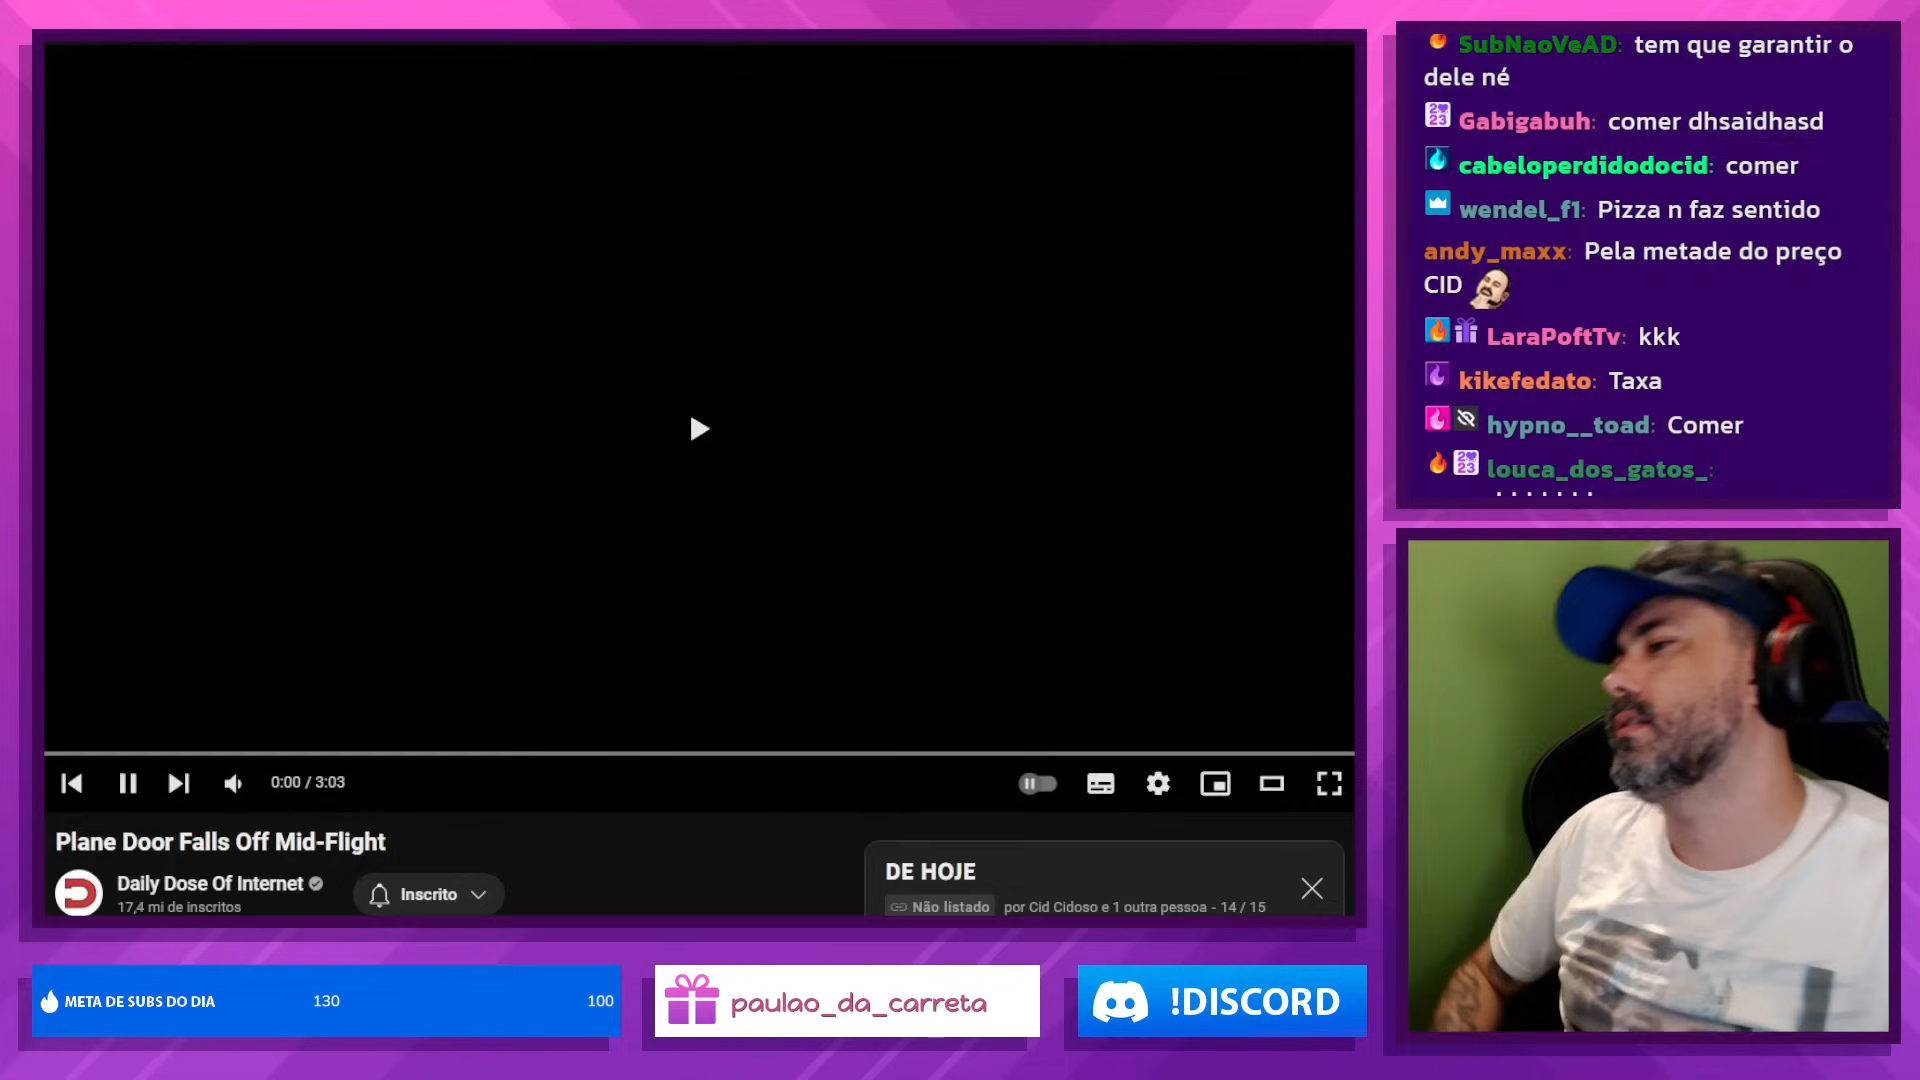 SubNaoVeAD: tem que garantir o
dele né
Gabigabuh: comer dhsaidhasd
cabeloperdidodocid: comer
wendel_f1: Pizza n faz sentido
andy_maxx: Pela metade do preço
CID
LaraPoftTv: kkk
kikefedato: Taxa
hypno__toad: Comer
louca_dos_gatos_:
0:00 / 3:03
Plane Door Falls Off Mid-Flight
Daily Dose Of Internet
17,4 mi de inscritos
Inscrito
DE HOJE
Não listado por Cid Cidoso e 1 outra pessoa - 14 / 15
META DE SUBS DO DIA 130 100
paulao_da_carreta
!DISCORD